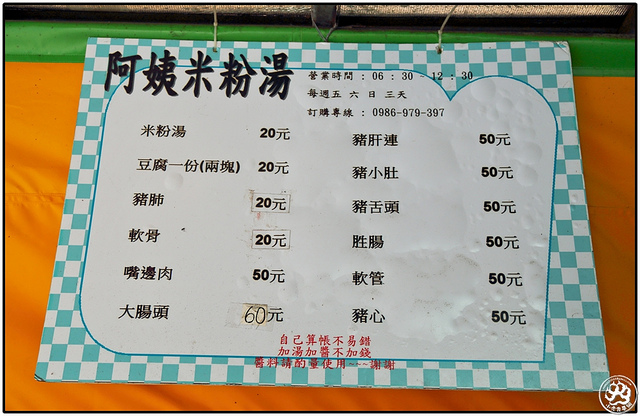 阿姨米粉湯
營業時間：06：30-12：30
每週五 六 日 三天
訂購專線：0986-979-397
米粉湯 20元
豆腐一份(兩塊) 20元
豬肺 20元
軟骨 20元
嘴邊肉 50元
大腸頭 60元
豬肝連 50元
豬小肚 50元
豬舌頭 50元
胜腸 50元
軟管 50元
豬心 50元
自己算帳不易錯
加湯加醬不加錢
醬料請酌量使用~~~謝謝